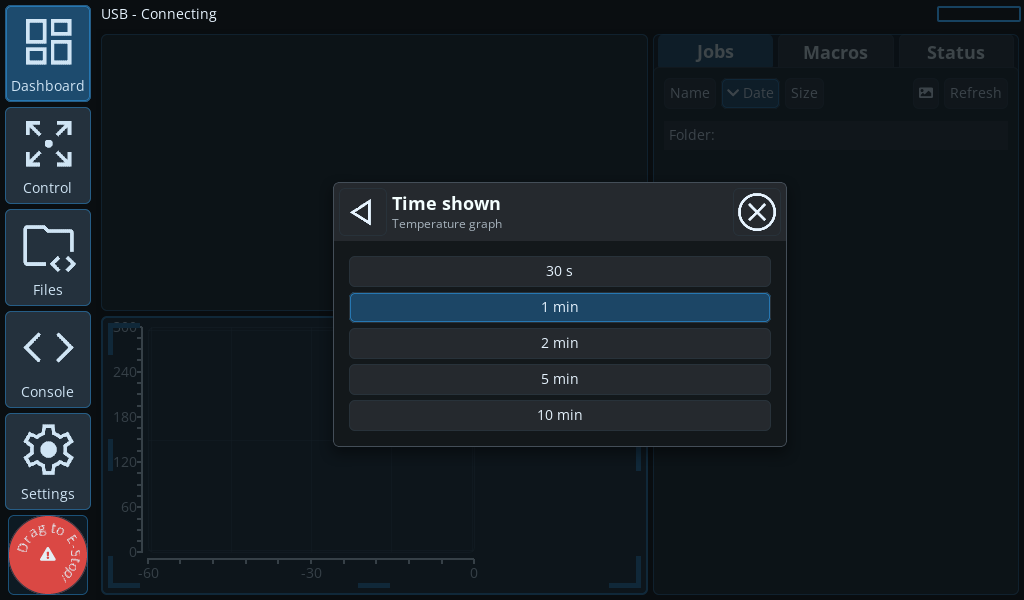 USB - Connecting
Dashboard
Control
Files
Console
Settings
Drag to E-Stop!
Jobs
Macros
Status
Name
Date
Size
Refresh
Folder:
Time shown
Temperature graph
30 s
1 min
2 min
5 min
10 min
300
240
180
120
60
0
-60
-30
0